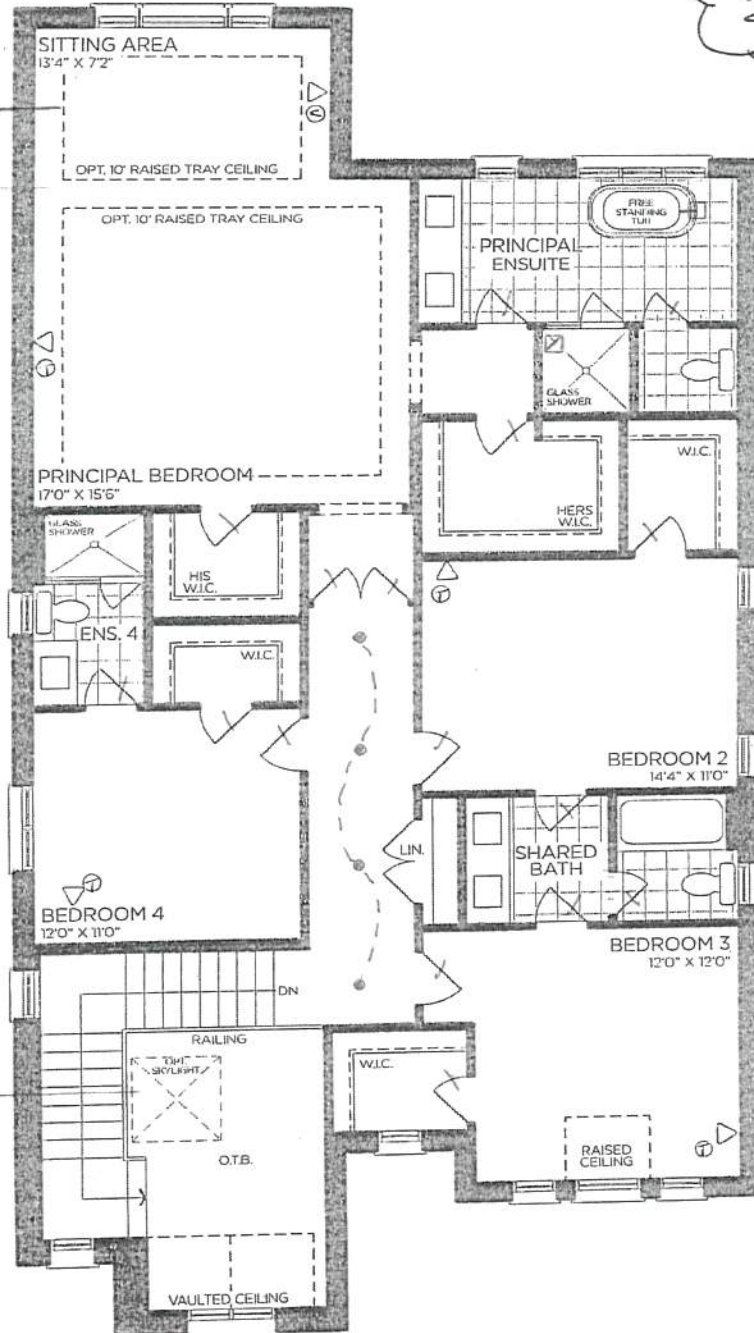 SITTING AREA
13'4" X 7'2"
OPT. 10' RAISED TRAY CEILING
OPT. 10' RAISED TRAY CEILING
FREE
STANDING
TUB
PRINCIPAL
ENSUITE
T
GLASS
SHOWER
PRINCIPAL BEDROOM
17'0" X 15'6"
W.I.C.
HERS
W.I.C.
GLASS
SHOWER
HIS
W.I.C.
T
ENS. 4
W.I.C.
BEDROOM 2
14'4" X 11'0"
LIN.
SHARED
BATH
T
BEDROOM 4
12'0" X 11'0"
BEDROOM 3
12'0" X 12'0"
DN
RAILING
OPT.
SKYLIGHT
W.I.C.
O.T.B.
RAISED
CEILING
T
VAULTED CEILING